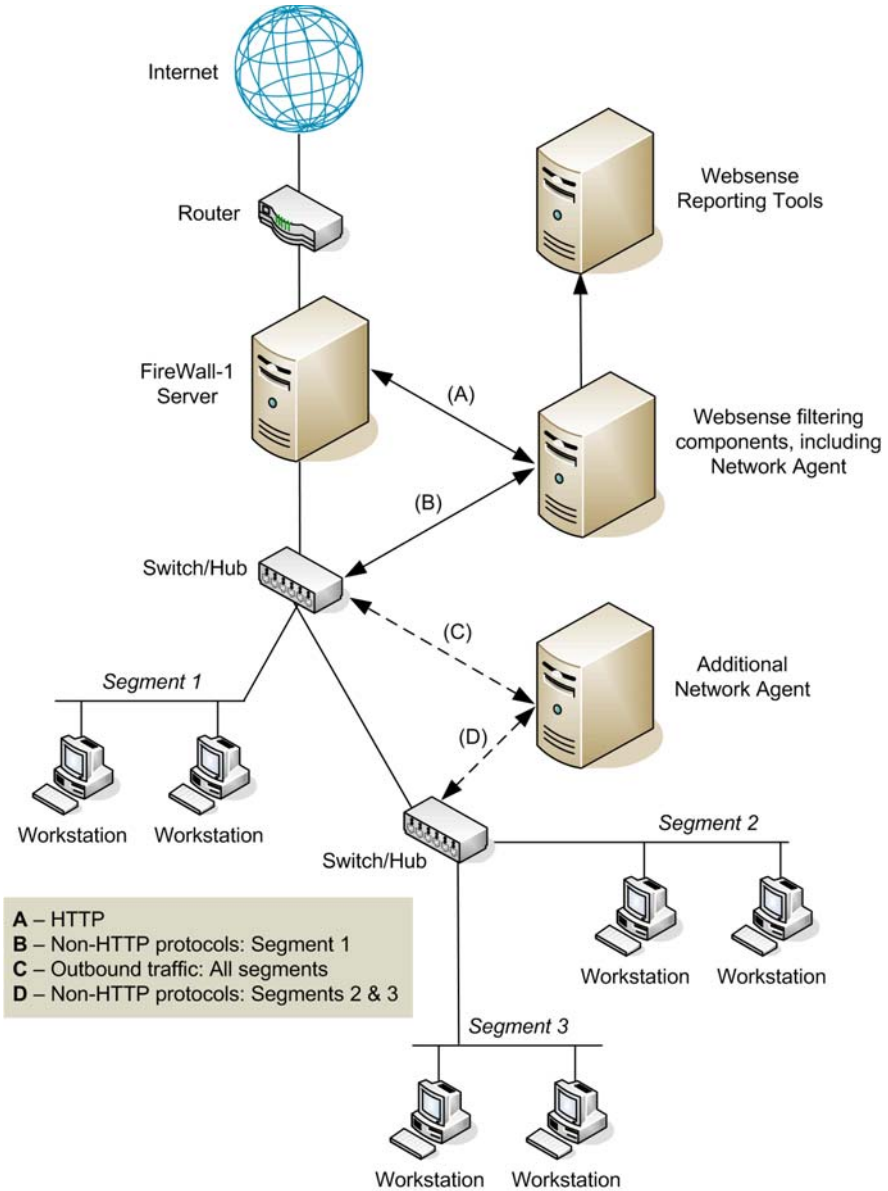 Internet
Websense
Reporting Tools
Router
FireWall-1
Server
(A)
Websense filtering
components, including
Network Agent
(B)
Switch/Hub
(C)
Additional
Network Agent
Segment 1
(D)
Workstation
Workstation
Segment 2
Switch/Hub
A – HTTP
B – Non-HTTP protocols: Segment 1
C – Outbound traffic: All segments
D – Non-HTTP protocols: Segments 2 & 3
Workstation
Workstation
Segment 3
Workstation
Workstation